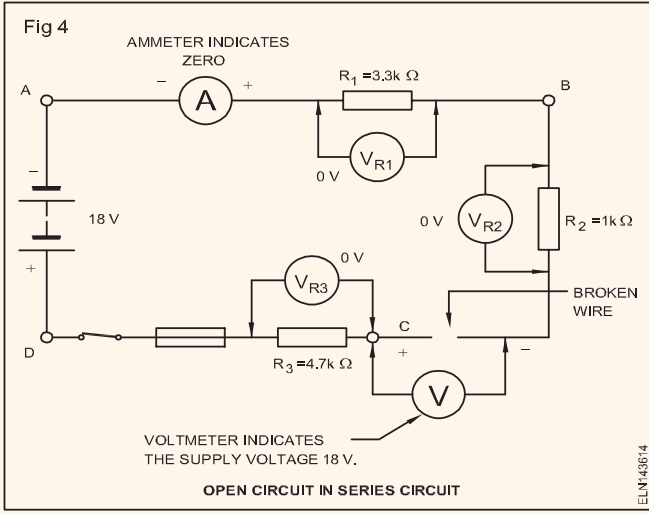 Fig 4
AMMETER INDICATES
ZERO
A
–
A
+
R1 =3.3k Ω
B
VR1
0 V
–
18 V
+
0 V
VR2
R2 =1k Ω
0 V
VR3
BROKEN
WIRE
C
D
R3 =4.7k Ω
+
–
V
VOLTMETER INDICATES
THE SUPPLY VOLTAGE 18 V.
OPEN CIRCUIT IN SERIES CIRCUIT
ELN143614